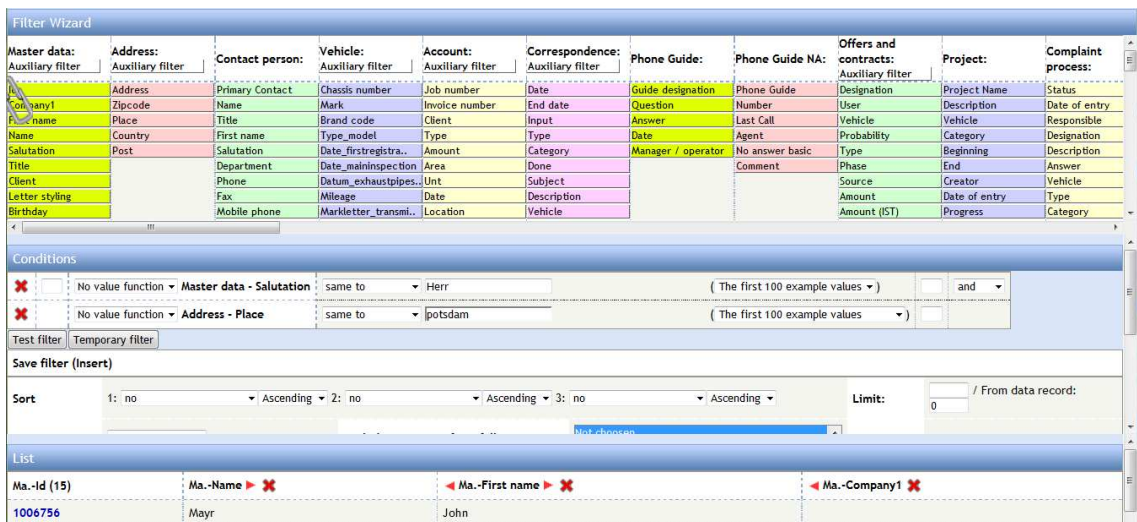 Filter Wizard
Master data: Address: Contact person: Vehicle: Account: Correspondence: Phone Guide: Phone Guide NA: Offers and contracts: Project: Complaint process:
Auxiliary filter Auxiliary filter Auxiliary filter Auxiliary filter Auxiliary filter Auxiliary filter
Address Primary Contact Chassis number Job number Date Guide designation Phone Guide Designation Project Name Status
Company1 Zipcode Name Mark Invoice number End date Question Number User Description Date of entry
name Place Title Brand code Client Input Answer Last Call Vehicle Vehicle Responsible
Name Country First name Type_model Type Type Date Agent Probability Category Designation
Salutation Post Salutation Date_firstregistra.. Amount Category Manager / operator No answer basic Type Beginning Description
Title Department Date_maininspection Area Done Comment Phase End Answer
Client Phone Datum_exhaustpipes.. Unt Subject Source Creator Vehicle
Letter styling Fax Mileage Date Description Amount Date of entry Type
Birthday Mobile phone Markletter_transmi.. Location Vehicle Amount (IST) Progress Category
Conditions
No value function Master data - Salutation same to Herr ( The first 100 example values ) and
No value function Address - Place same to potsdam ( The first 100 example values )
Test filter Temporary filter
Save filter (Insert)
Sort 1: no Ascending 2: no Ascending 3: no Ascending Limit: / From data record:
0
Not choosen
List
Ma.-Id (15) Ma.-Name Ma.-First name Ma.-Company1
1006756 Mayr John